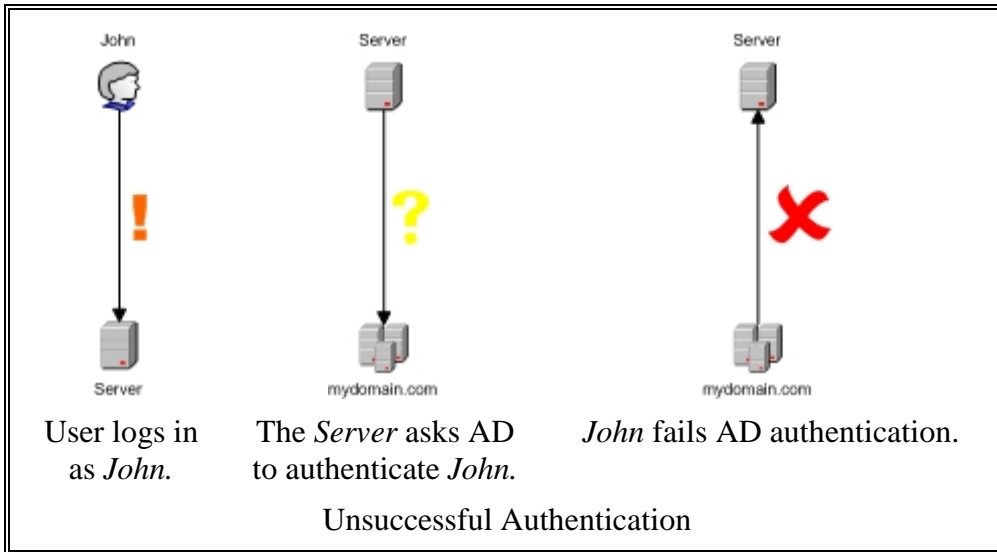 John
Server
Server
Server
mydomain.com
mydomain.com
User logs in
as John.
The Server asks AD
to authenticate John.
John fails AD authentication.
Unsuccessful Authentication